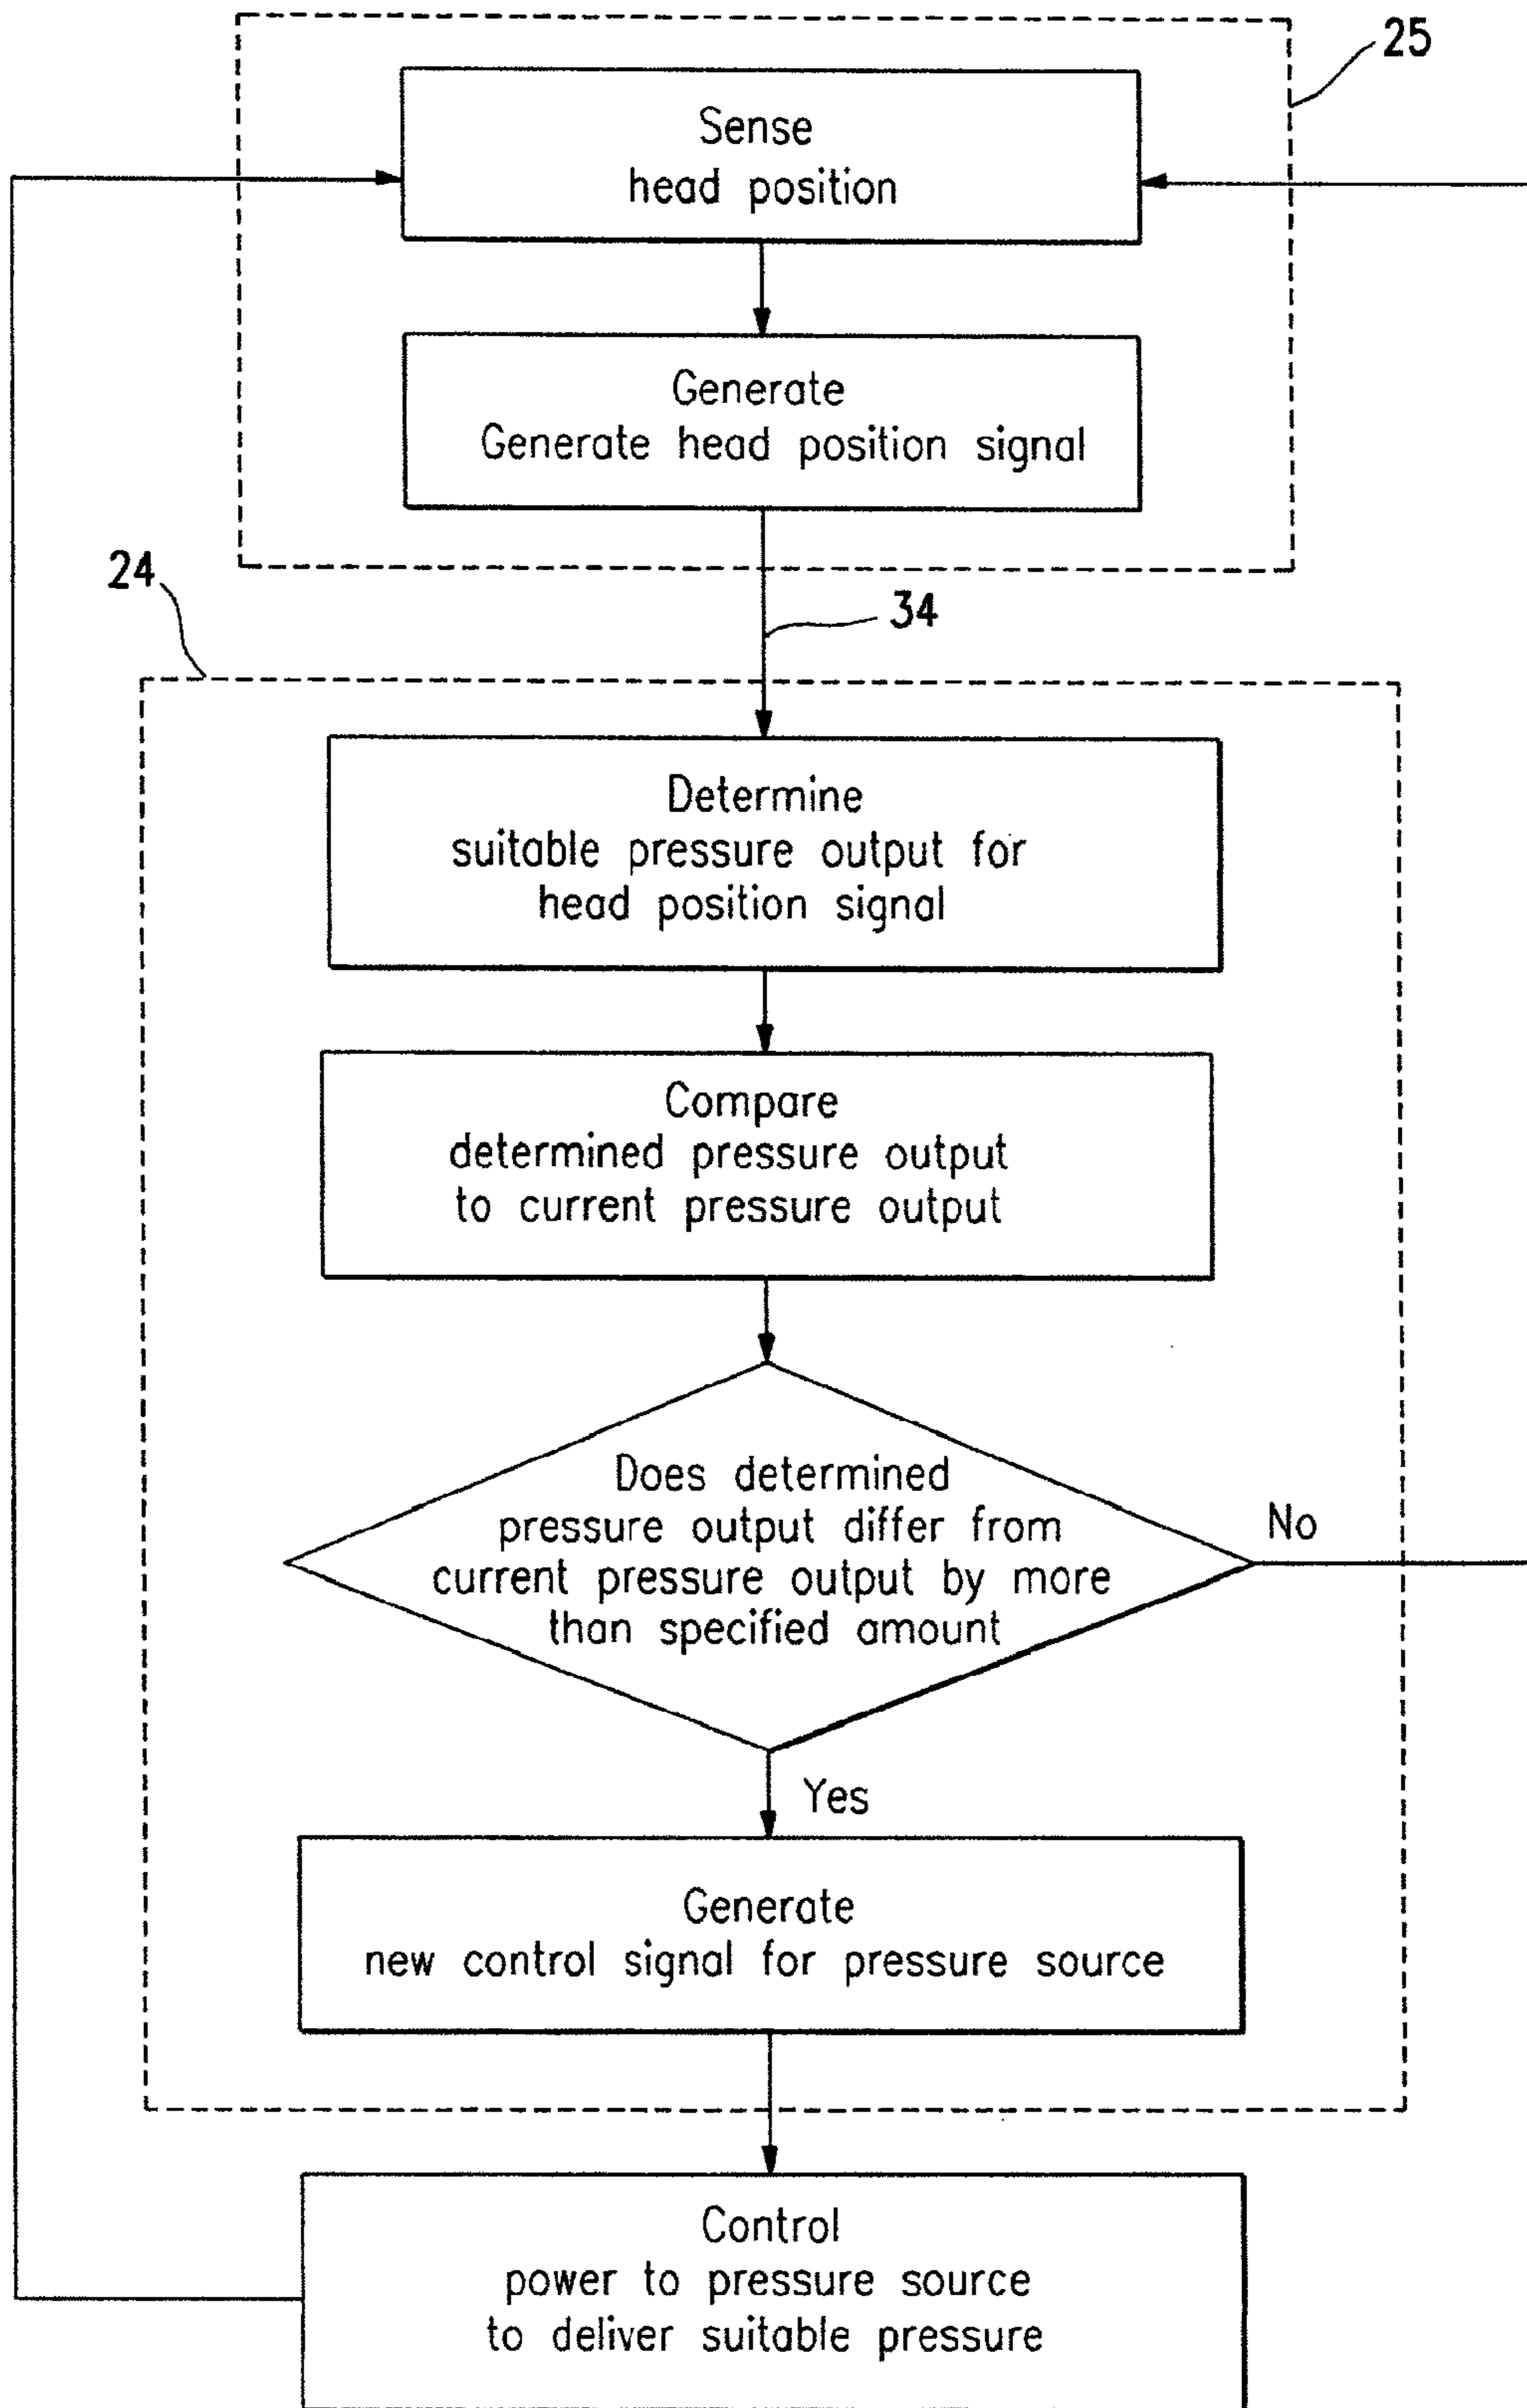 25
Sense
head position
Generate
Generate head position signal
24
34
Determine
suitable pressure output for
head position signal
Compare
determined pressure output
to current pressure output
Does determined
pressure output differ from
current pressure output by more
than specified amount
No
Yes
Generate
new control signal for pressure source
Control
power to pressure source
to deliver suitable pressure